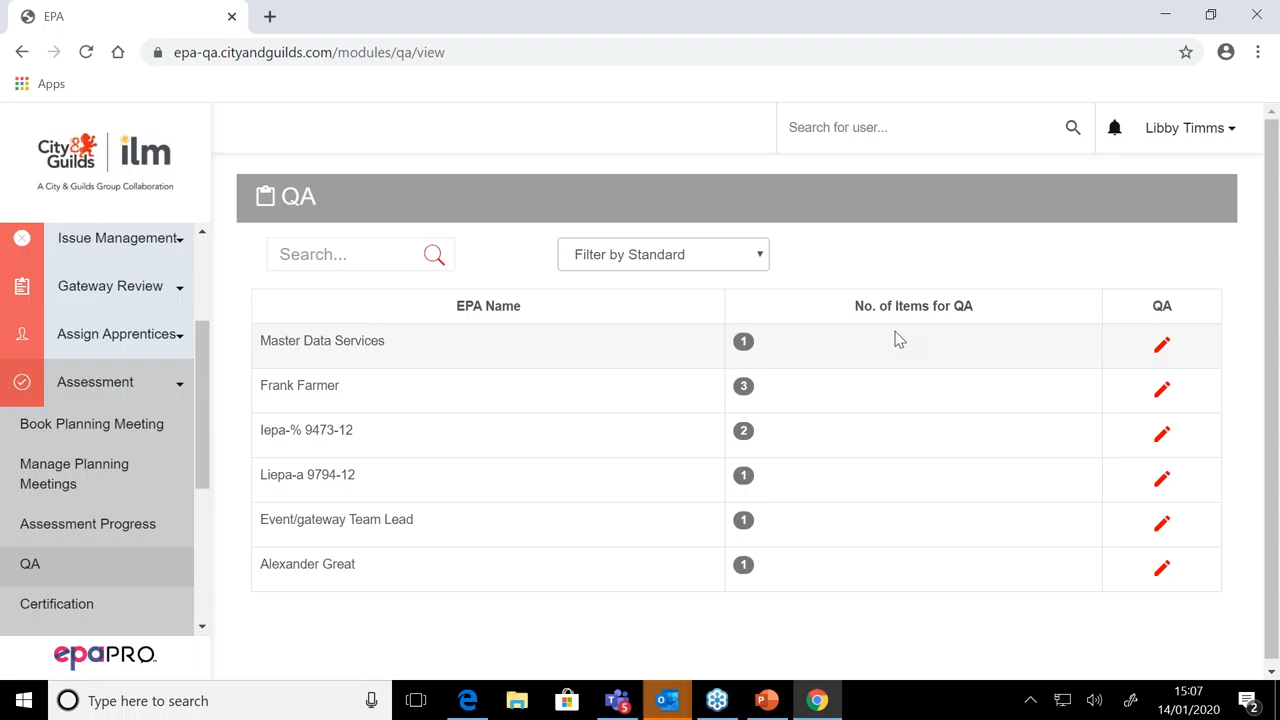 EPA
epa-qa.cityandguilds.com/modules/qa/view
Apps
City & Guilds
ilm
A City & Guilds Group Collaboration
Search for user...
Libby Timms
Issue Management
Gateway Review
Assign Apprentices
Assessment
Book Planning Meeting
Manage Planning
Meetings
Assessment Progress
QA
Certification
epaPRO
QA
Search...
Filter by Standard
EPA Name No. of Items for QA QA
Master Data Services 1
Frank Farmer 3
Iepa-% 9473-12 2
Liepa-a 9794-12 1
Event/gateway Team Lead 1
Alexander Great 1
Type here to search
5
15:07
14/01/2020
2